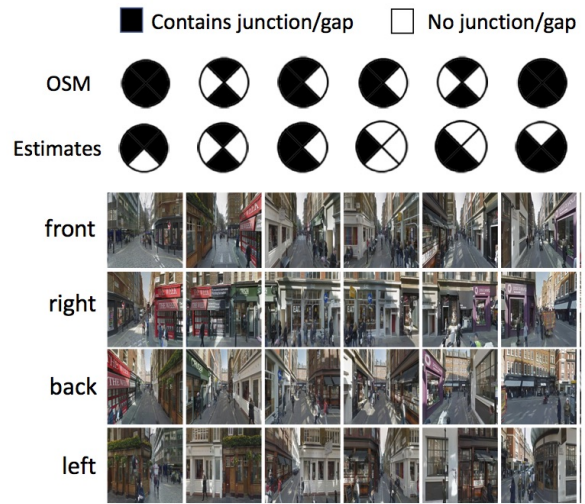 Contains junction/gap No junction/gap
OSM
Estimates
front
right
back
left